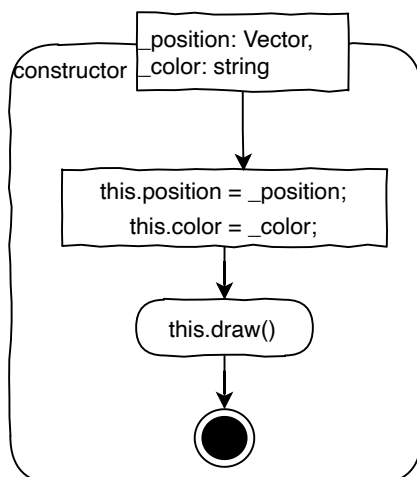 _position: Vector,
constructor _color: string
this.position = _position;
this.color = _color;
this.draw()